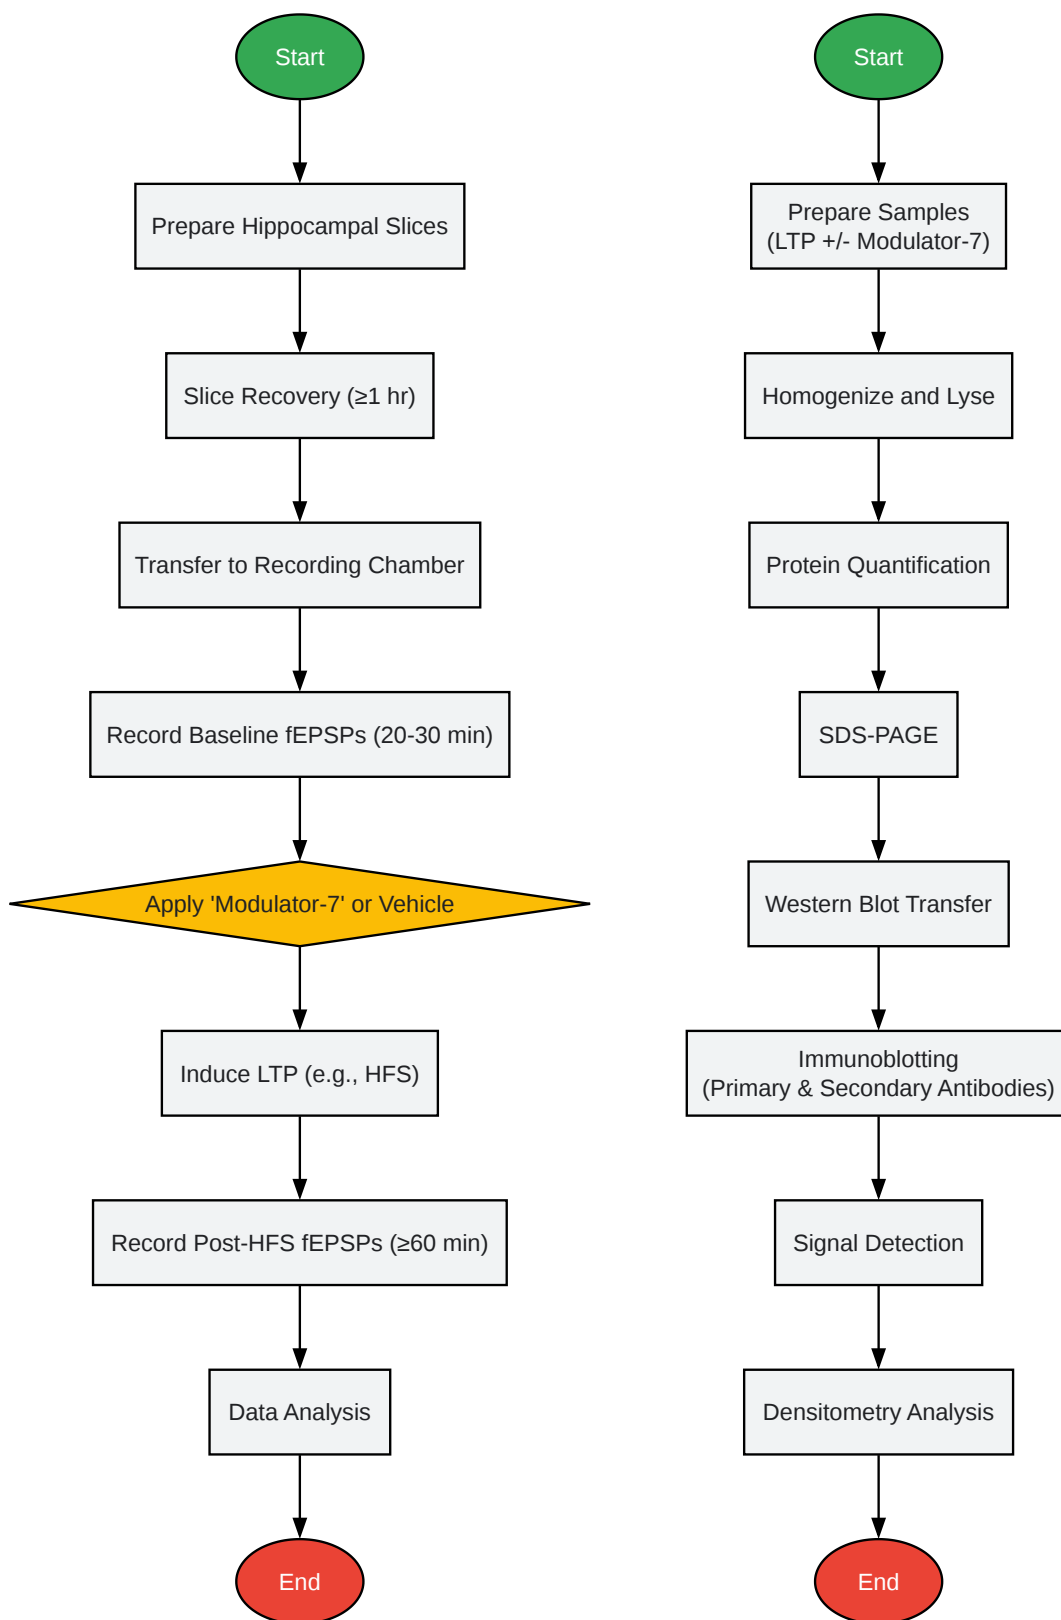 Start
Prepare Hippocampal Slices
Slice Recovery (≥1 hr)
Transfer to Recording Chamber
Record Baseline fEPSPs (20-30 min)
Apply 'Modulator-7' or Vehicle
Induce LTP (e.g., HFS)
Record Post-HFS fEPSPs (≥60 min)
Data Analysis
End
Start
Prepare Samples
(LTP +/- Modulator-7)
Homogenize and Lyse
Protein Quantification
SDS-PAGE
Western Blot Transfer
Immunoblotting
(Primary & Secondary Antibodies)
Signal Detection
Densitometry Analysis
End